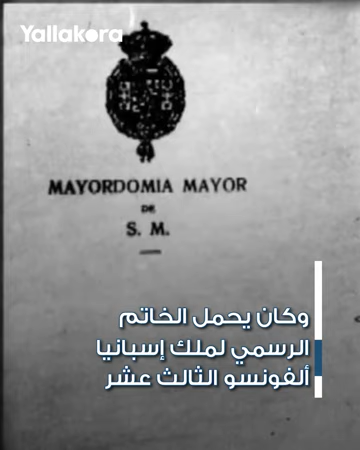 Yallakora
MAYORDOMIA MAYOR
DE
S. M.
وكان يحمل الخاتم
الرسمي لملك إسبانيا
ألفونسو الثالث عشر